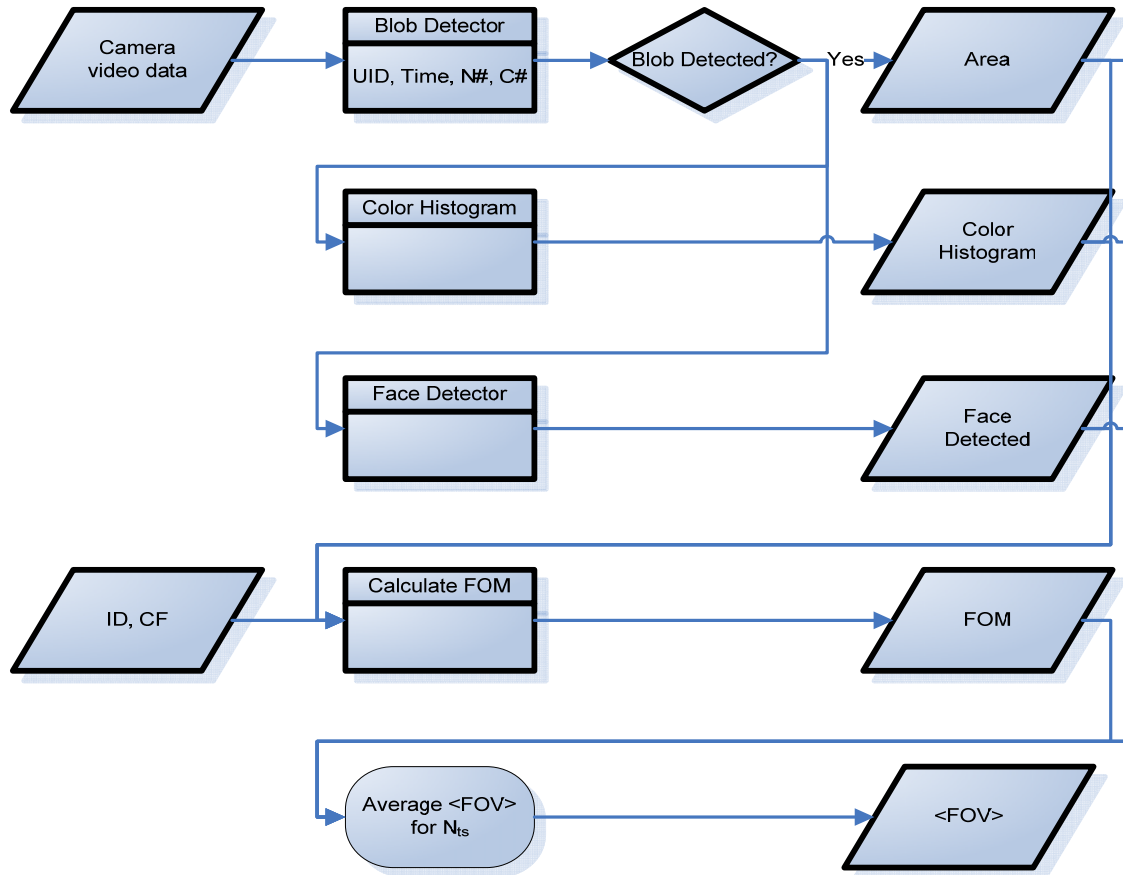 Camera
video data
Blob Detector
UID, Time, N#, C#
Blob Detected?
Yes
Area
Color Histogram
Color
Histogram
Face Detector
Face
Detected
ID, CF
Calculate FOM
FOM
Average <FOV>
for Nts
<FOV>